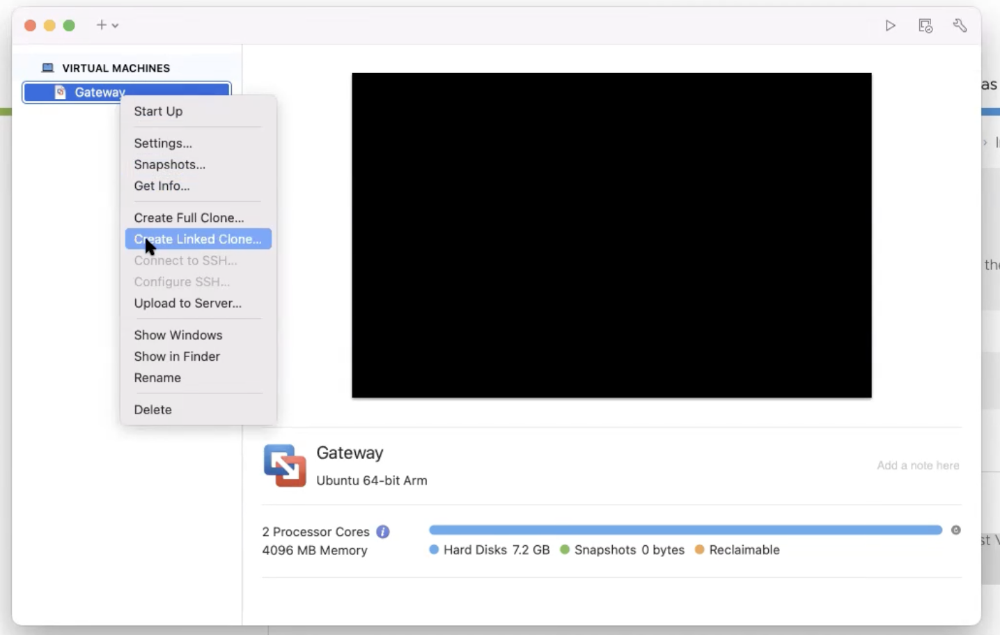 VIRTUAL MACHINES
Gateway
Start Up
Settings...
Snapshots...
Get Info...
Create Full Clone...
Create Linked Clone...
Connect to SSH...
Configure SSH...
Upload to Server...
Show Windows
Show in Finder
Rename
Delete
Gateway
Ubuntu 64-bit Arm
Add a note here
2 Processor Cores
4096 MB Memory
Hard Disks 7.2 GB Snapshots 0 bytes Reclaimable
as
the